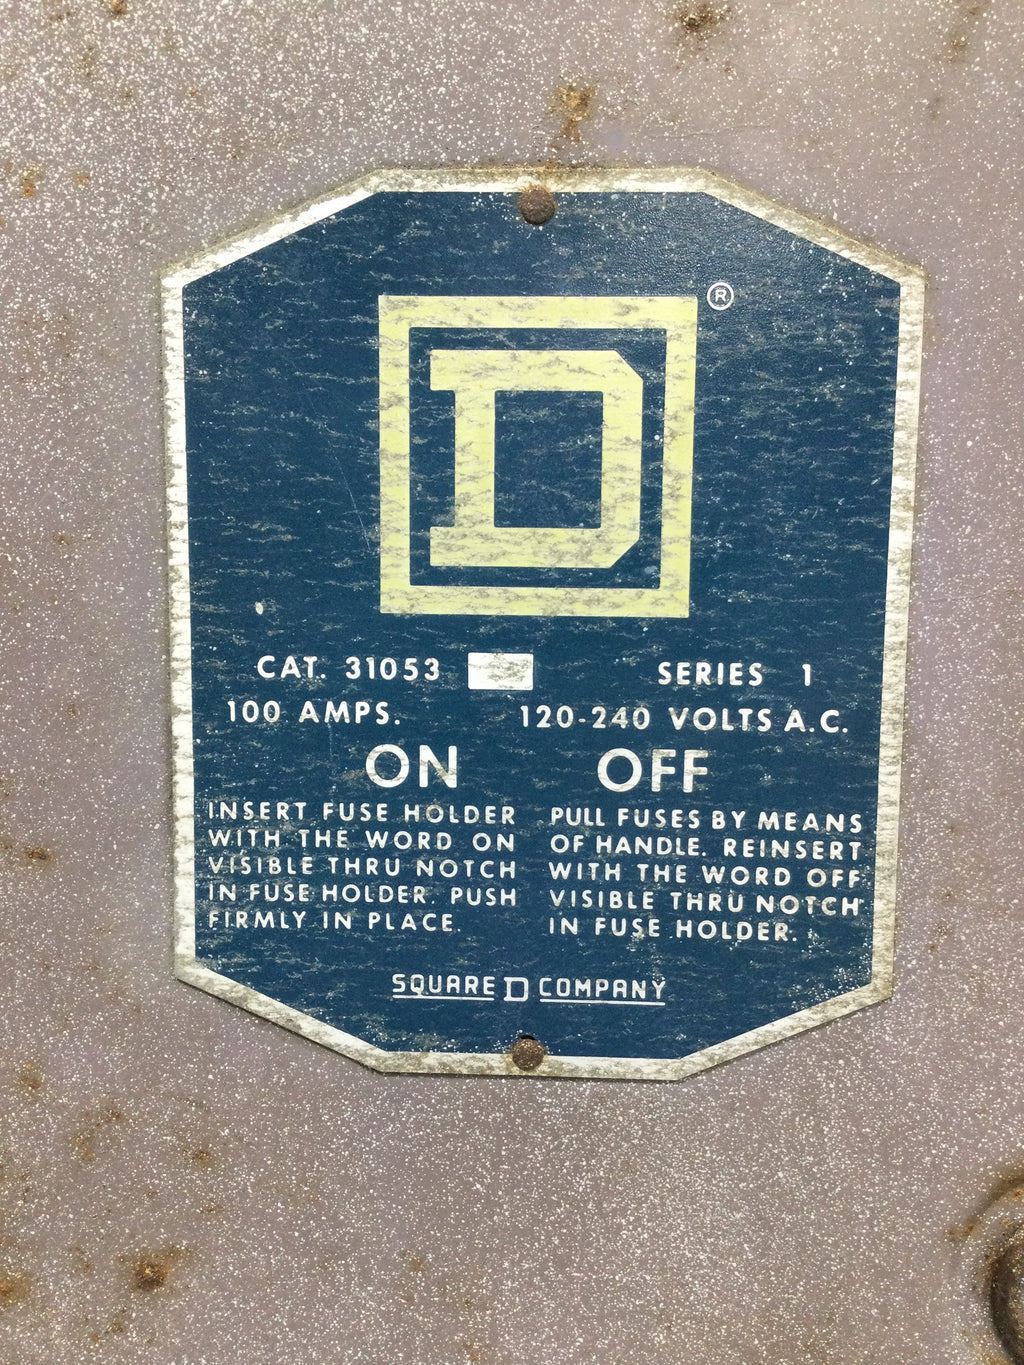 D ®
CAT. 31053 SERIES 1
100 AMPS. 120-240 VOLTS A.C.
ON
INSERT FUSE HOLDER
WITH THE WORD ON
VISIBLE THRU NOTCH
IN FUSE HOLDER. PUSH
FIRMLY IN PLACE.
OFF
PULL FUSES BY MEANS
OF HANDLE. REINSERT
WITH THE WORD OFF
VISIBLE THRU NOTCH
IN FUSE HOLDER.
SQUARE D COMPANY